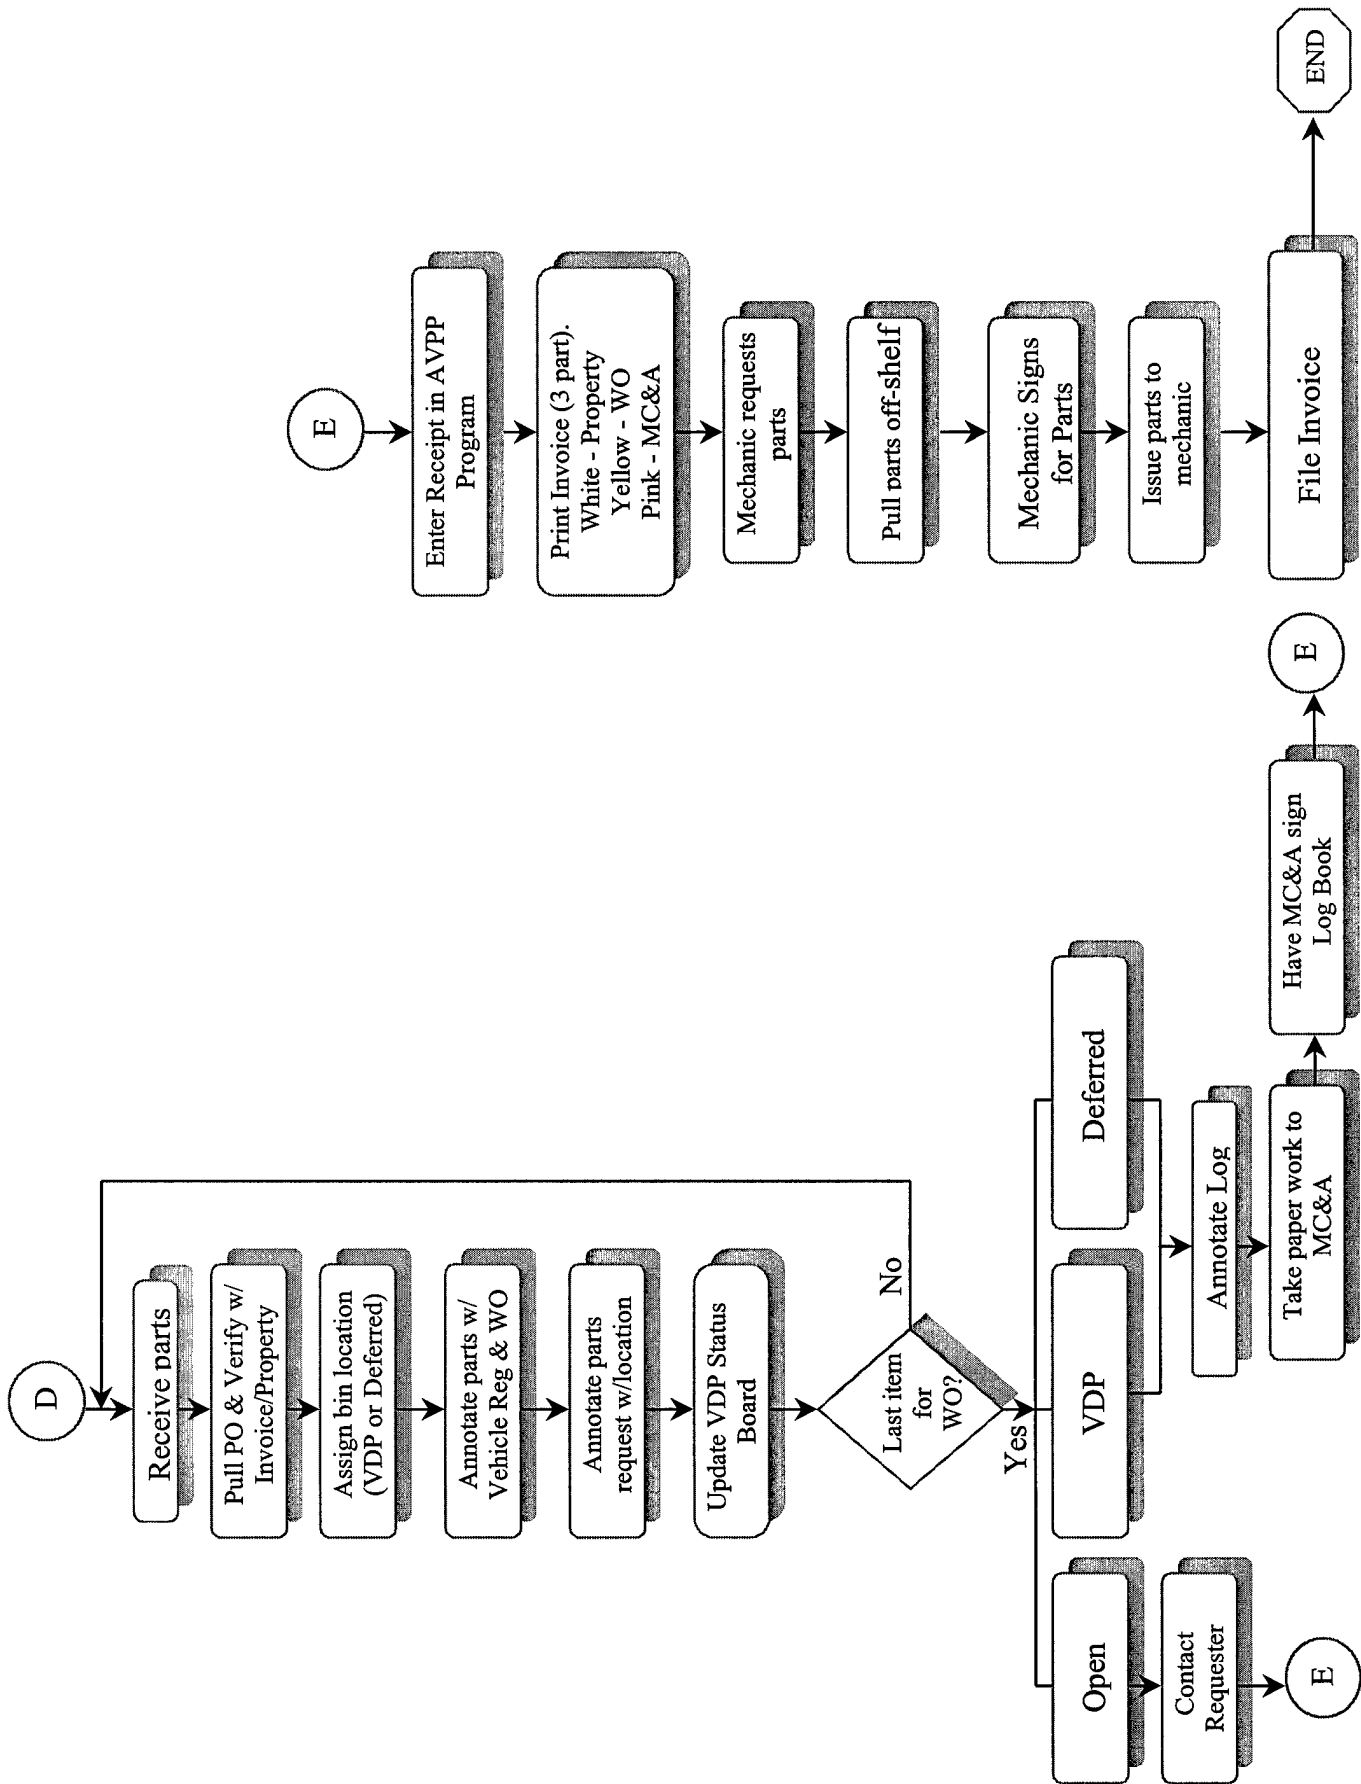 D
Receive parts
Pull PO & Verify w/
Invoice/Property
Assign bin location
(VDP or Deferred)
Annotate parts w/
Vehicle Reg & WO
Annotate parts
request w/location
Update VDP Status
Board
Last item
for
WO?
No
Yes
Open
VDP
Deferred
Contact
Requester
E
Annotate Log
Take paper work to
MC&A
Have MC&A sign
Log Book
E
E
Enter Receipt in AVPP
Program
Print Invoice (3 part).
White - Property
Yellow - WO
Pink - MC&A
Mechanic requests
parts
Pull parts off-shelf
Mechanic Signs
for Parts
Issue parts to
mechanic
File Invoice
END